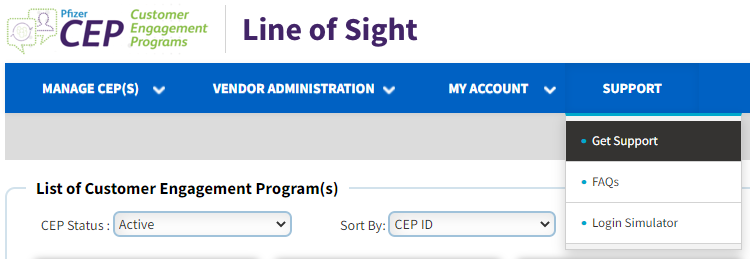 Pfizer
CEP
Customer
Engagement
Programs
Line of Sight
MANAGE CEP(S)
VENDOR ADMINISTRATION
MY ACCOUNT
SUPPORT
Get Support
FAQs
Login Simulator
List of Customer Engagement Program(s)
CEP Status : Active
Sort By: CEP ID